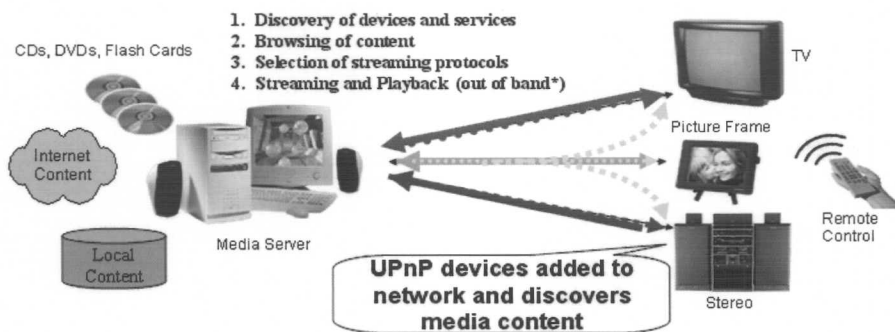 1. Discovery of devices and services
2. Browsing of content
3. Selection of streaming protocols
4. Streaming and Playback (out of band*)
CDs, DVDs, Flash Cards
Internet
Content
Local
Content
Media Server
TV
Picture Frame
Remote
Control
Stereo
UPnP devices added to
network and discovers
media content